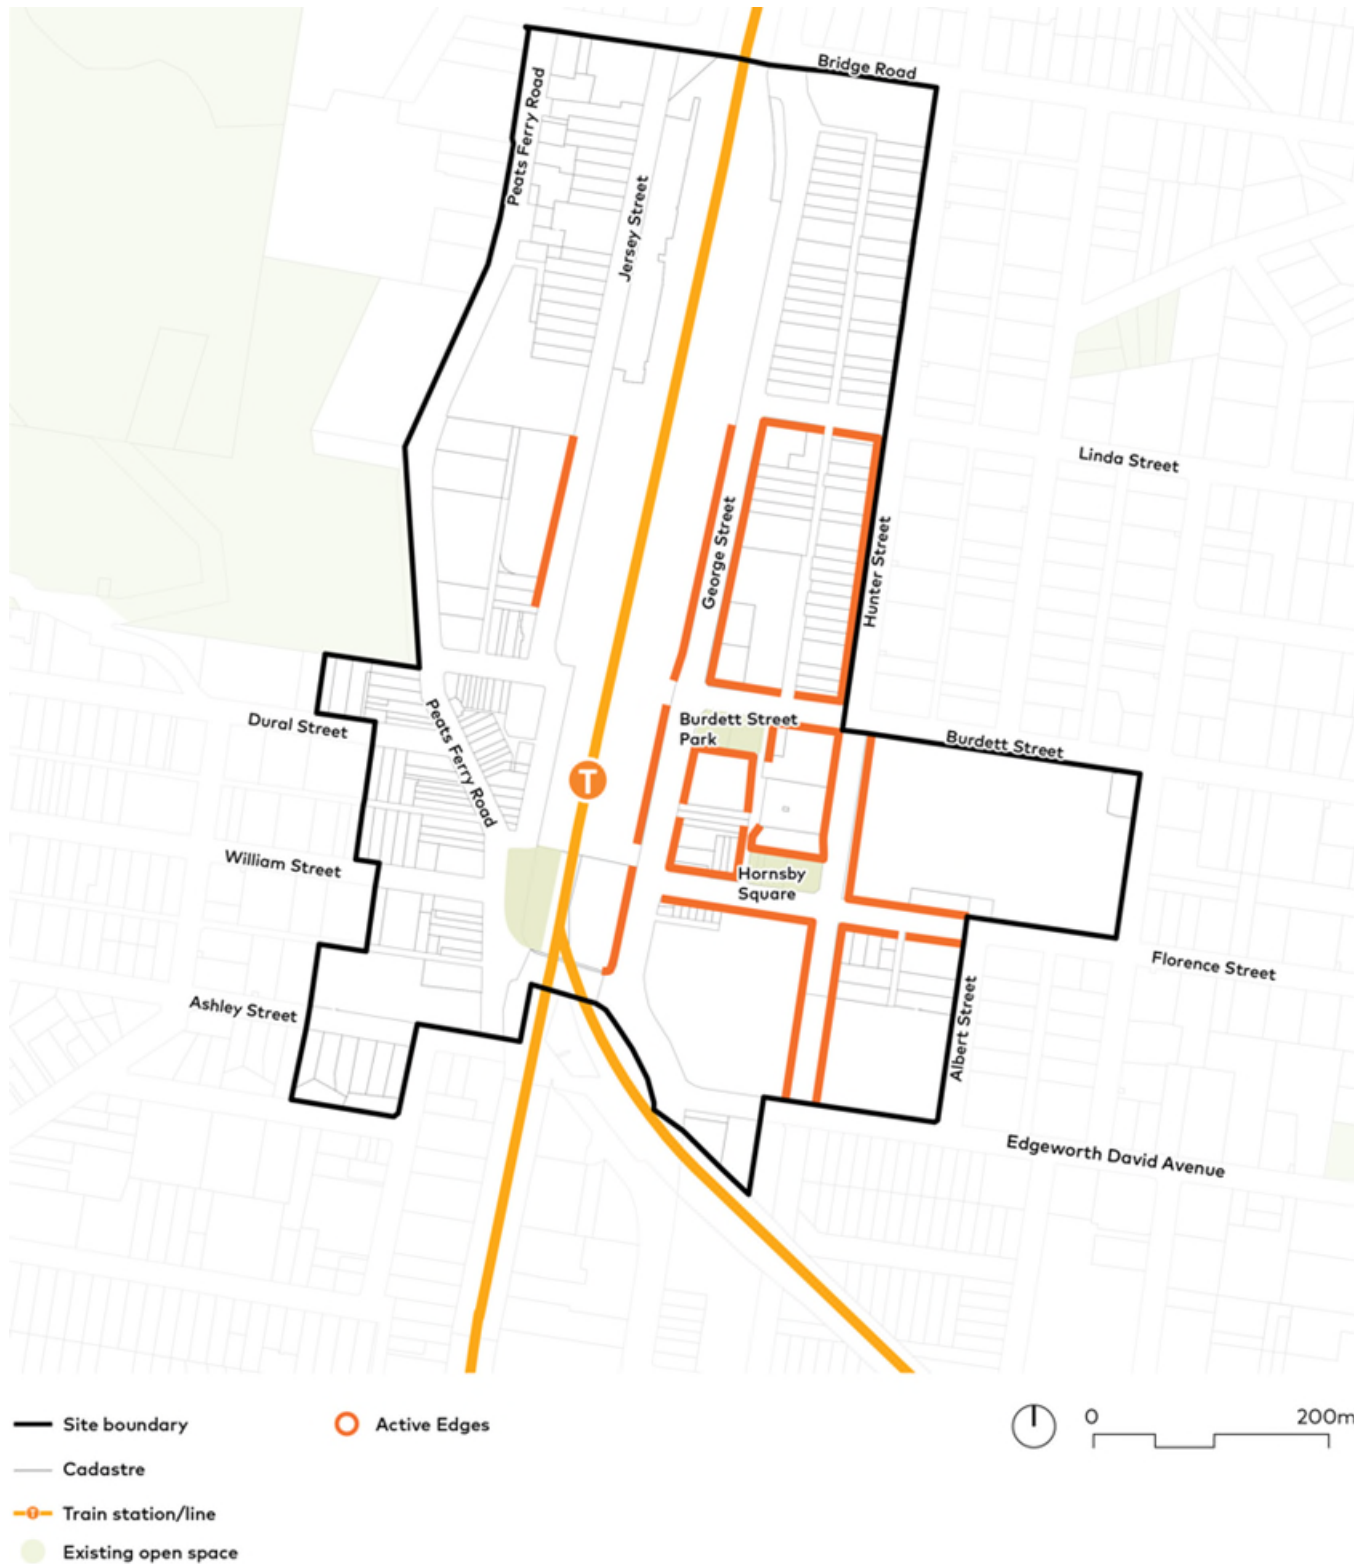 Bridge Road
Peats Ferry Road
Jersey Street
Linda Street
George Street
Hunter Street
Burdett Street
Park
Dural Street
Peats Ferry Road
Burdett Street
T
William Street
Hornsby
Square
Florence Street
Ashley Street
Albert Street
Edgeworth David Avenue
Site boundary
Active Edges
0 200m
Cadastre
T
Train station/line
Existing open space